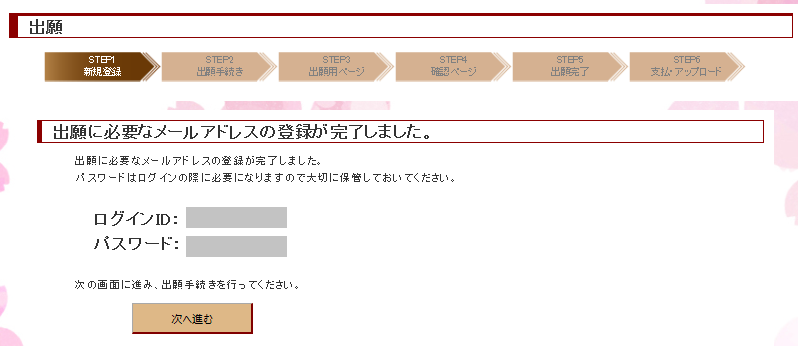 出願
STEP1
新規登録
STEP2
出願手続き
STEP3
出願用ページ
STEP4
確認ページ
STEP5
出願完了
STEP6
支払・アップロード
出願に必要なメールアドレスの登録が完了しました。
出願に必要なメールアドレスの登録が完了しました。
パスワードはログインの際に必要になりますので大切に保管しておいてください。
ログインID：
パスワード：
次の画面に進み、出願手続きを行ってください。
次へ進む